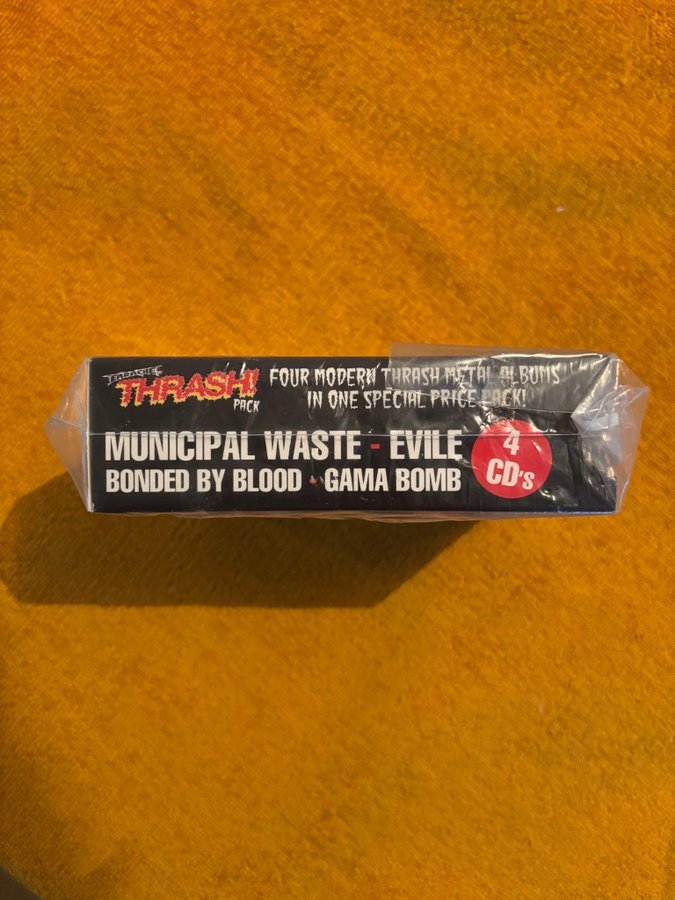 EARACHE
THRASH!
PACK
FOUR MODERN THRASH METAL ALBUMS
IN ONE SPECIAL PRICE PACK!
MUNICIPAL WASTE - EVILE
BONDED BY BLOOD - GAMA BOMB
4
CD's